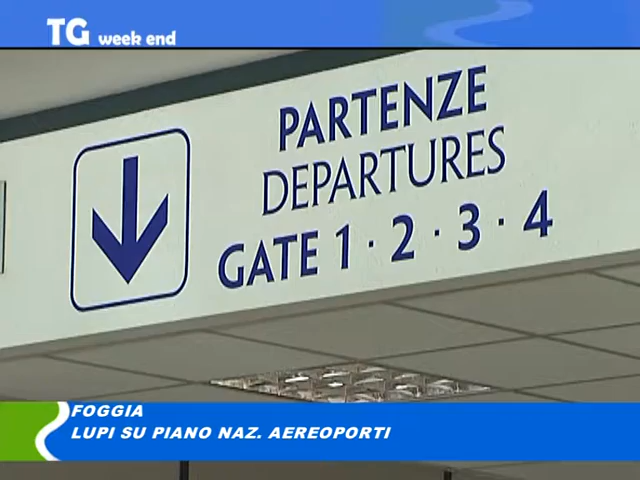 TG week end
PARTENZE
DEPARTURES
GATE 1 · 2 · 3 · 4
FOGGIA
LUPI SU PIANO NAZ. AEREOPORTI